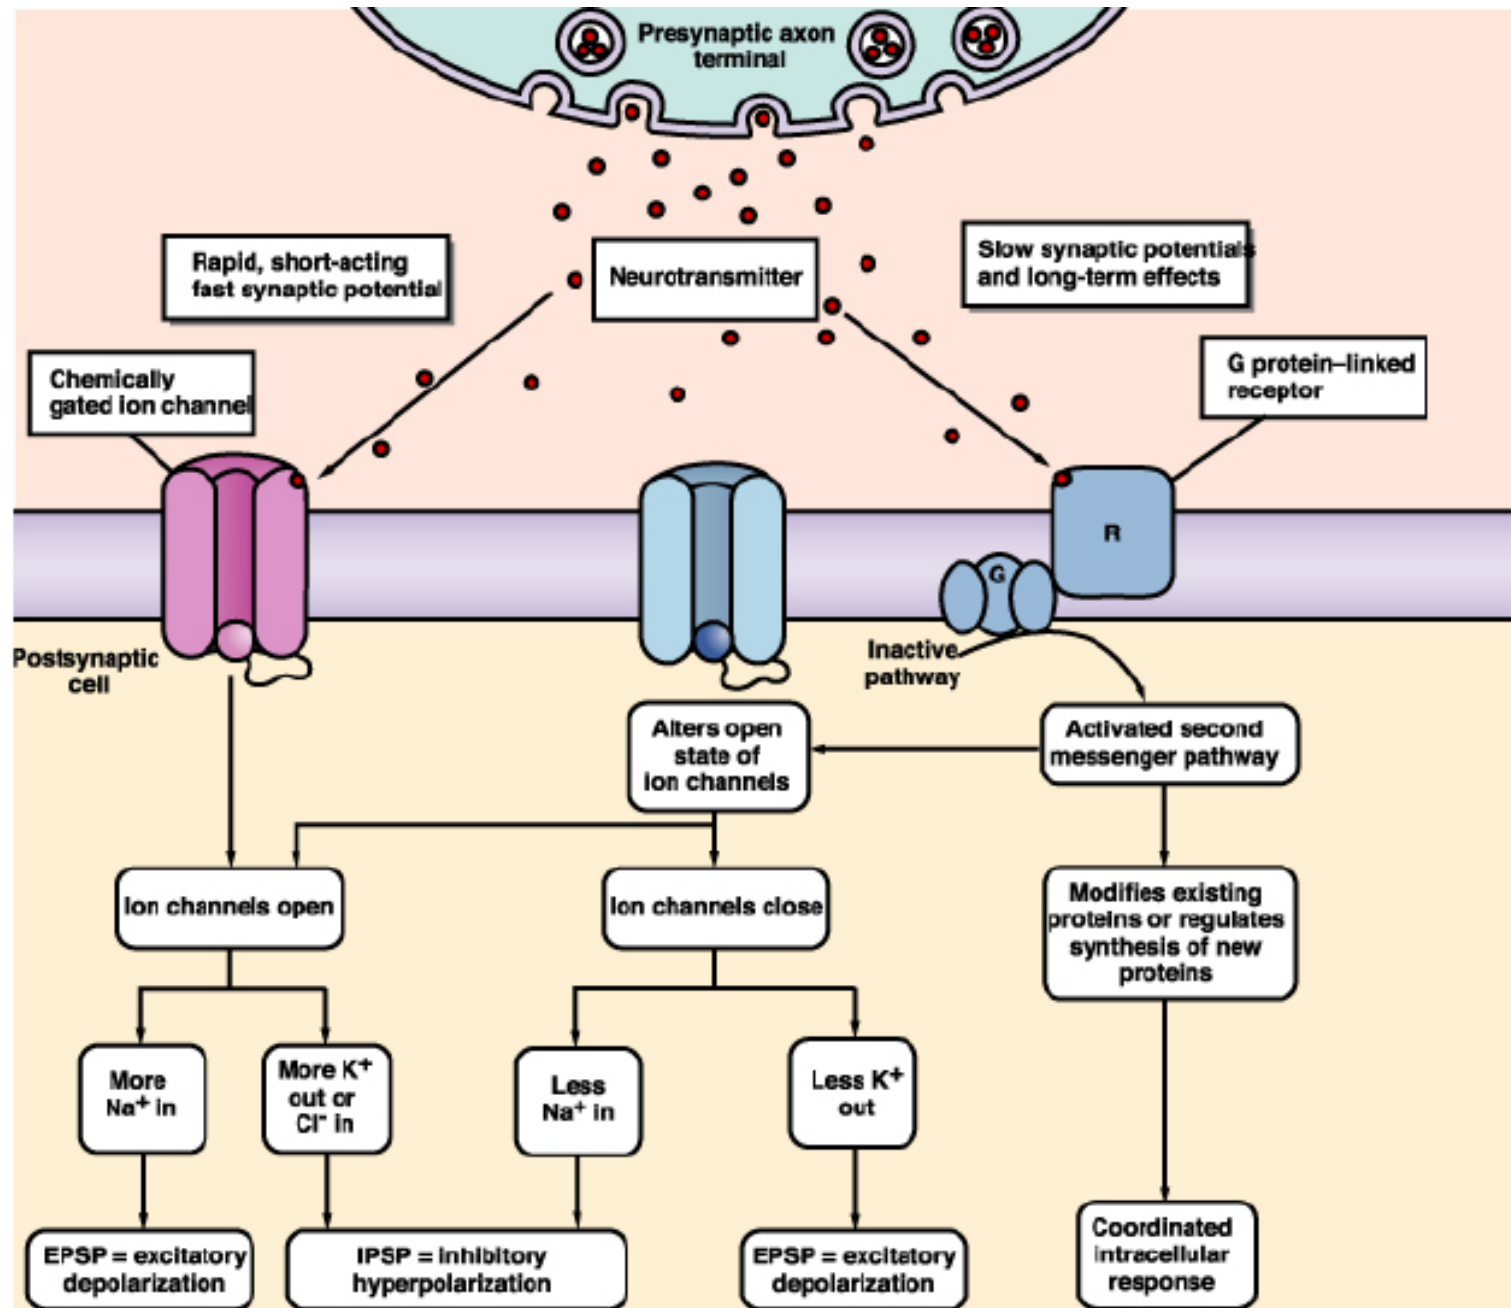 Presynaptic axon
terminal
Rapid, short-acting
fast synaptic potential
Neurotransmitter
Slow synaptic potentials
and long-term effects
Chemically
gated ion channel
G protein–linked
receptor
R
G
Postsynaptic
cell
Inactive
pathway
Alters open
state of
ion channels
Activated second
messenger pathway
Ion channels open
Ion channels close
Modifies existing
proteins or regulates
synthesis of new
proteins
More
Na⁺ in
More K⁺
out or
Cl⁻ in
Less
Na⁺ in
Less K⁺
out
EPSP = excitatory
depolarization
IPSP = inhibitory
hyperpolarization
EPSP = excitatory
depolarization
Coordinated
intracellular
response